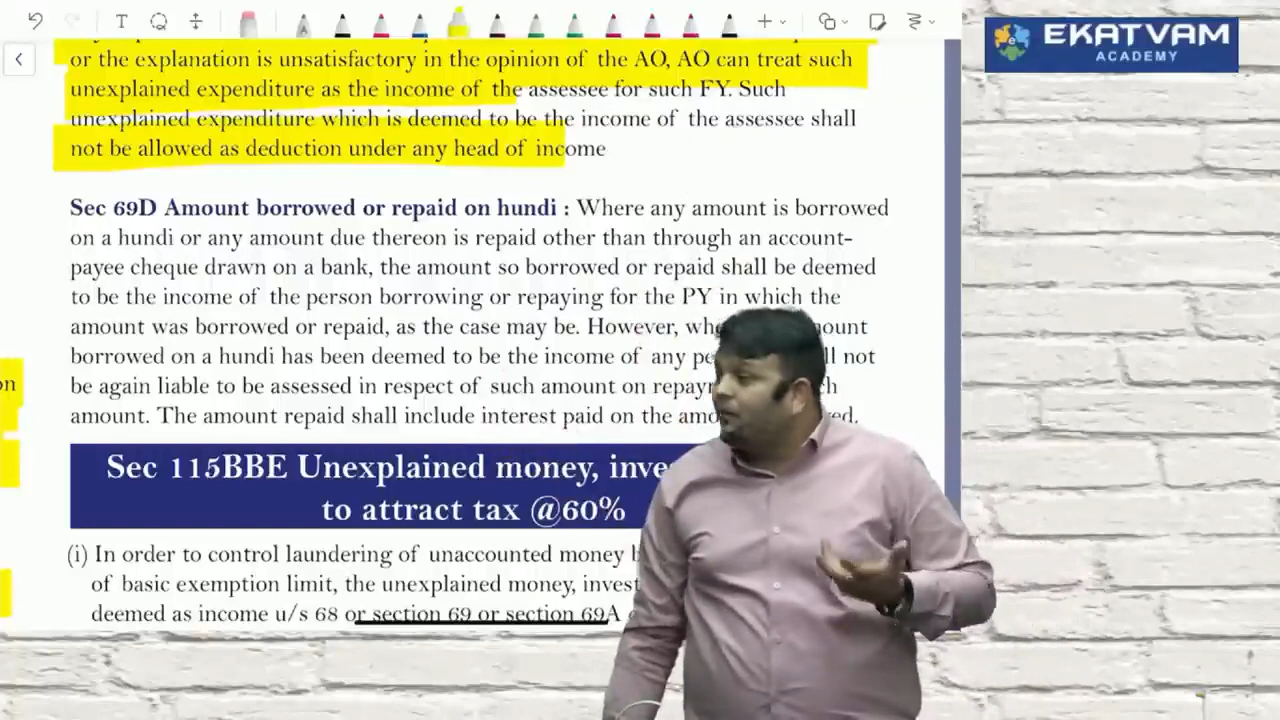 EKATVAM
ACADEMY
or the explanation is unsatisfactory in the opinion of the AO, AO can treat such
unexplained expenditure as the income of the assessee for such FY. Such
unexplained expenditure which is deemed to be the income of the assessee shall
not be allowed as deduction under any head of income
Sec 69D Amount borrowed or repaid on hundi : Where any amount is borrowed
on a hundi or any amount due thereon is repaid other than through an account-
payee cheque drawn on a bank, the amount so borrowed or repaid shall be deemed
to be the income of the person borrowing or repaying for the PY in which the
amount was borrowed or repaid, as the case may be. However,
borrowed on a hundi has been deemed to be the income of any not
be again liable to be assessed in respect of such amount on
amount. The amount repaid shall include interest paid on the
Sec 115BBE Unexplained money,
to attract tax @60%
(i) In order to control laundering of unaccounted money
of basic exemption limit, the unexplained money,
deemed as income u/s 68 or section 69 or section 69A